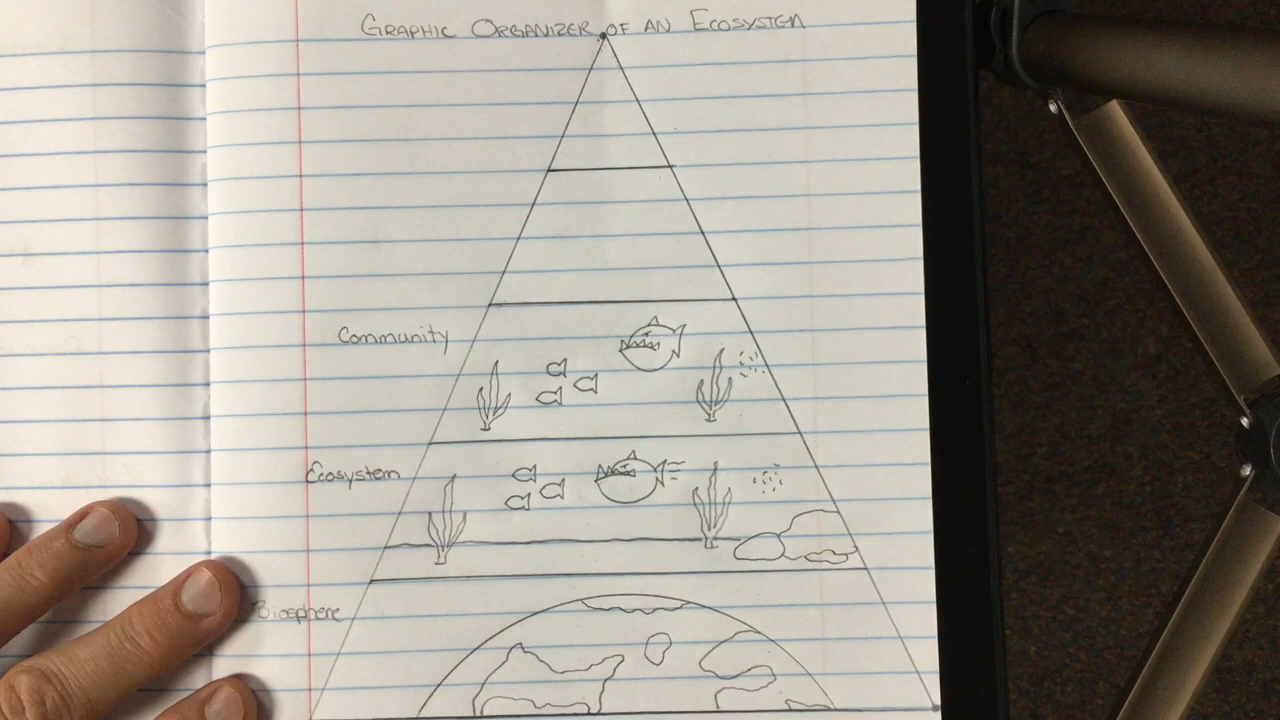 GRAPHIC ORGANIZER OF AN ECOSYSTEM
Community
Ecosystem
Biosphere